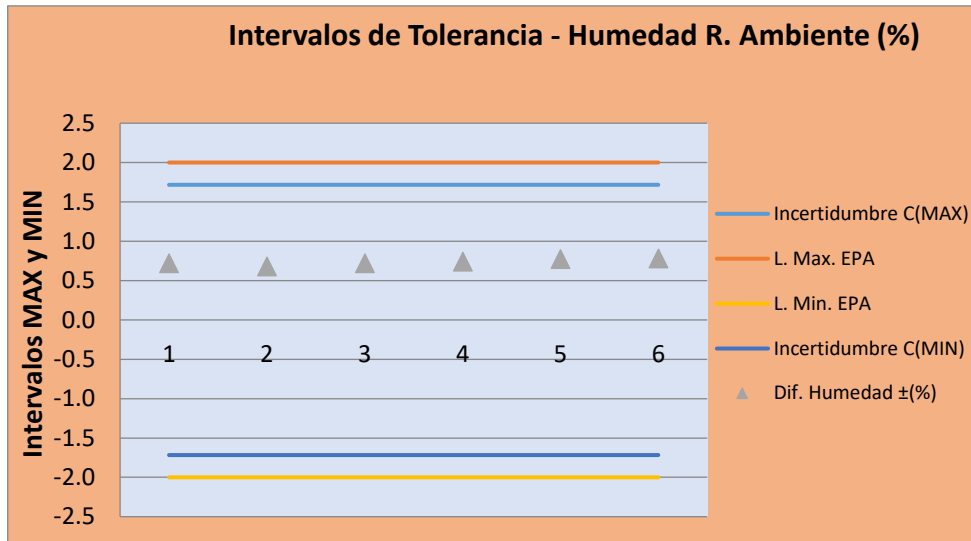 Intervalos de Tolerancia - Humedad R. Ambiente (%)
Intervalos MAX y MIN
2.5
2.0
1.5
1.0
0.5
0.0
-0.5
-1.0
-1.5
-2.0
-2.5
1 2 3 4 5 6
Incertidumbre C(MAX)
L. Max. EPA
L. Min. EPA
Incertidumbre C(MIN)
Dif. Humedad ±(%)